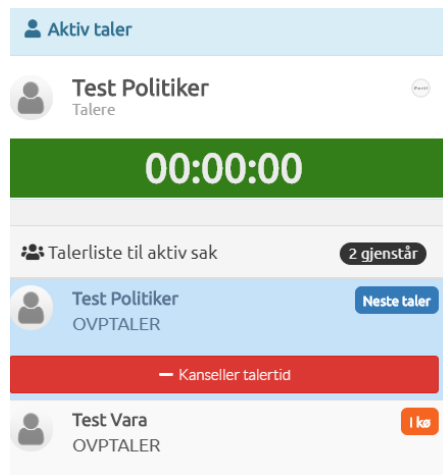 Aktiv taler
Test Politiker
Talere
00:00:00
Talerliste til aktiv sak
2 gjenstår
Test Politiker
Neste taler
OVPTALER
Kanseller talertid
Test Vara
I kø
OVPTALER